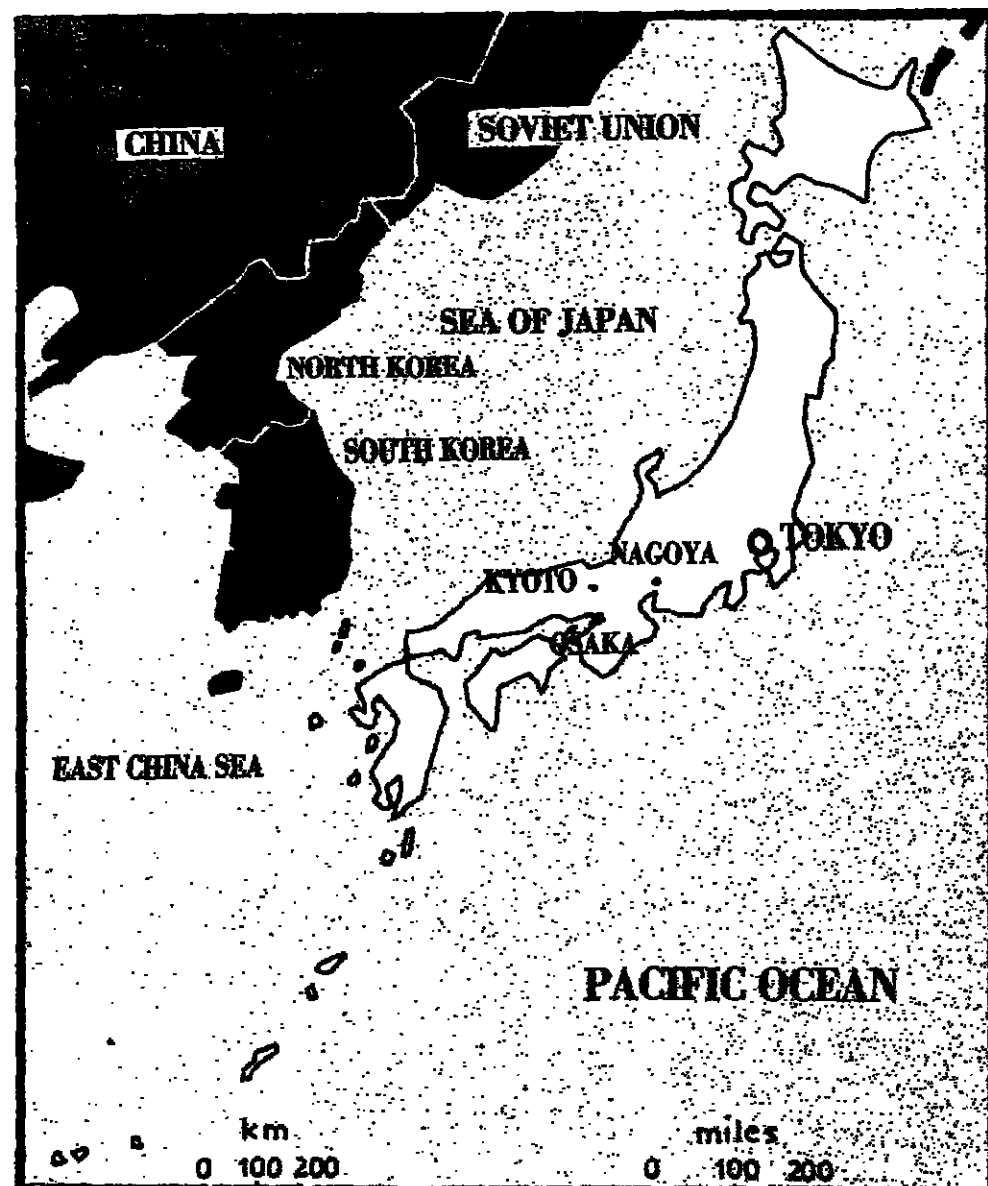 CHINA
SOVIET UNION
SEA OF JAPAN
NORTH KOREA
SOUTH KOREA
TOKYO
NAGOYA
KYOTO
OSAKA
EAST CHINA SEA
PACIFIC OCEAN
km miles
0 100 200 0 100 200